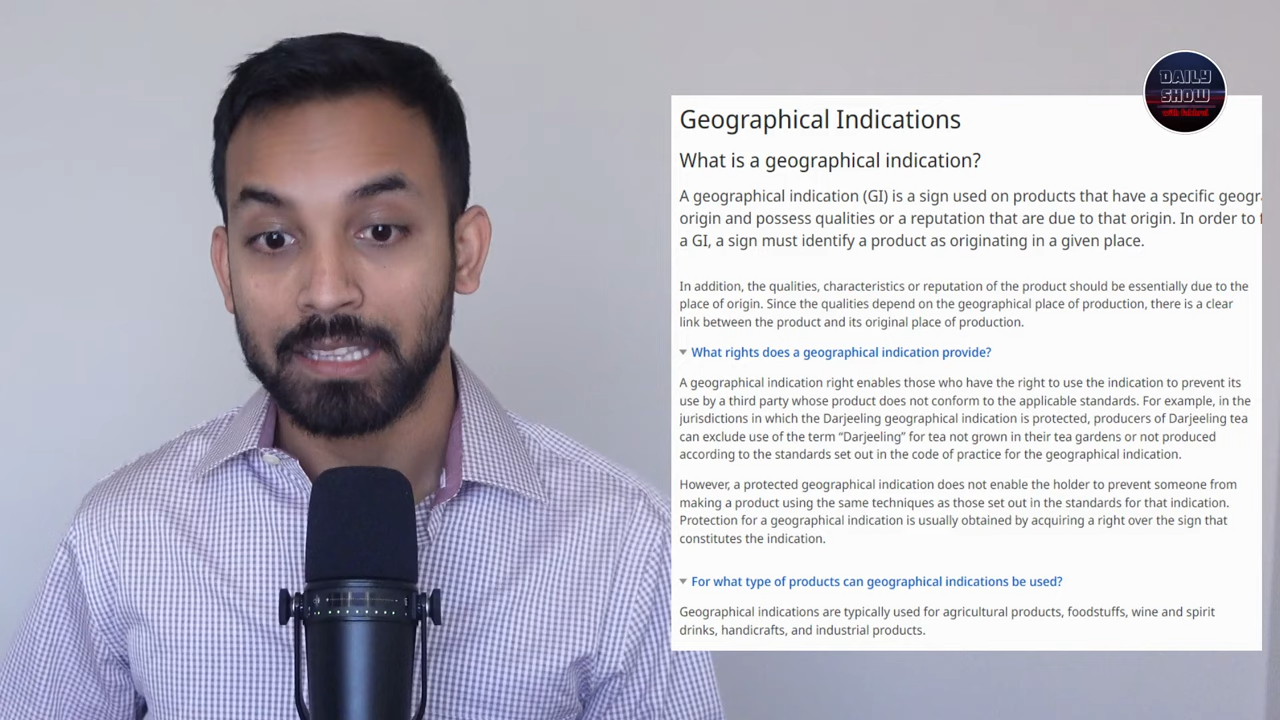 DAILY
SHOW
Geographical Indications
What is a geographical indication?
A geographical indication (GI) is a sign used on products that have a specific geogr
origin and possess qualities or a reputation that are due to that origin. In order to
a GI, a sign must identify a product as originating in a given place.
In addition, the qualities, characteristics or reputation of the product should be essentially due to the
place of origin. Since the qualities depend on the geographical place of production, there is a clear
link between the product and its original place of production.
What rights does a geographical indication provide?
A geographical indication right enables those who have the right to use the indication to prevent its
use by a third party whose product does not conform to the applicable standards. For example, in the
jurisdictions in which the Darjeeling geographical indication is protected, producers of Darjeeling tea
can exclude use of the term “Darjeeling” for tea not grown in their tea gardens or not produced
according to the standards set out in the code of practice for the geographical indication.
However, a protected geographical indication does not enable the holder to prevent someone from
making a product using the same techniques as those set out in the standards for that indication.
Protection for a geographical indication is usually obtained by acquiring a right over the sign that
constitutes the indication.
For what type of products can geographical indications be used?
Geographical indications are typically used for agricultural products, foodstuffs, wine and spirit
drinks, handicrafts, and industrial products.